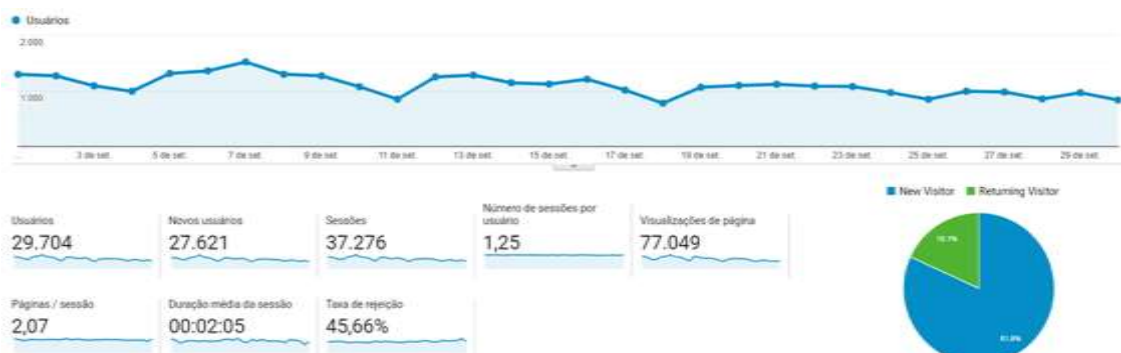 Usuários
2.000
1.000
3 de set. 5 de set. 7 de set. 9 de set. 11 de set. 13 de set. 15 de set. 17 de set. 19 de set. 21 de set. 23 de set. 25 de set. 27 de set. 29 de set.
New Visitor Returning Visitor
Usuários
29.704
Novos usuários
27.621
Sessões
37.276
Número de sessões por
usuário
1,25
Visualizações de página
77.049
Páginas / sessão
2,07
Duração média da sessão
00:02:05
Taxa de rejeição
45,66%